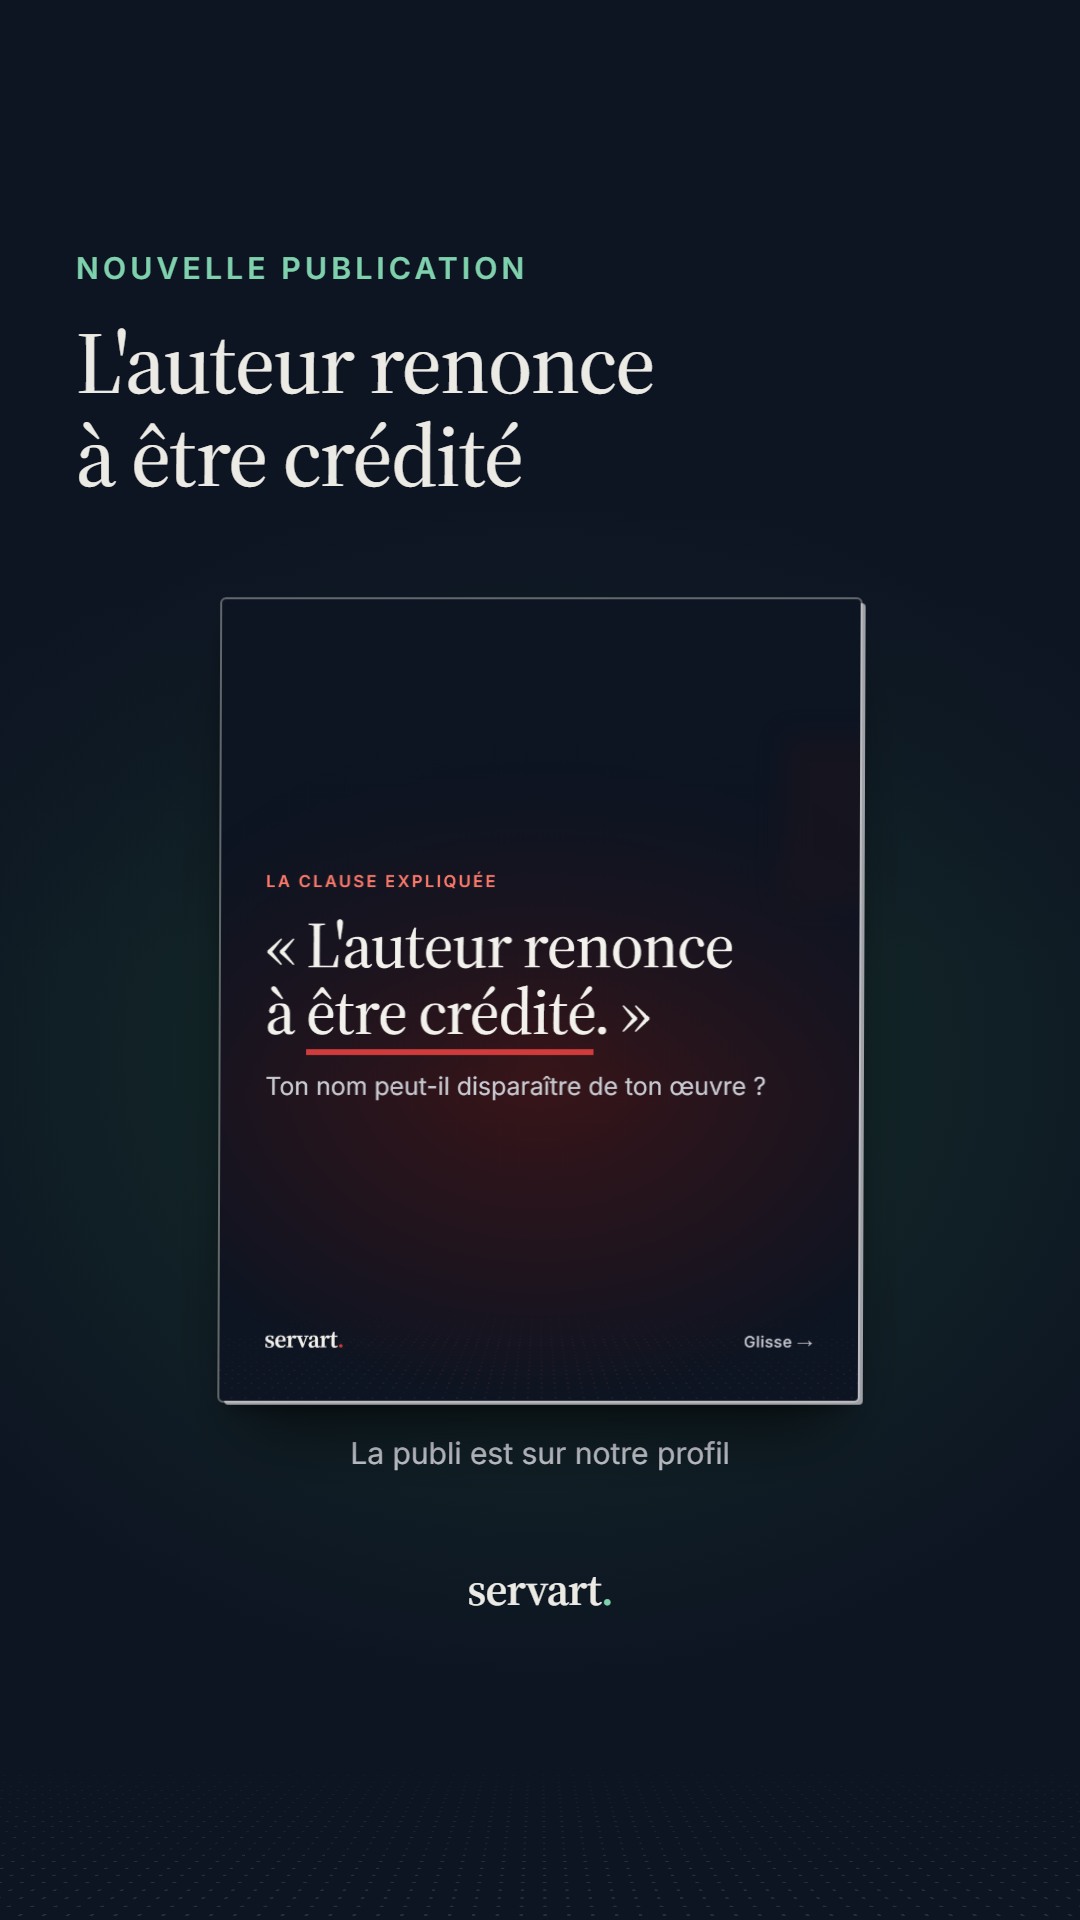 NOUVELLE PUBLICATION
L'auteur renonce
à être crédité
LA CLAUSE EXPLIQUÉE
« L'auteur renonce
à être crédité. »
Ton nom peut-il disparaître de ton œuvre ?
servart.
Glisse →
La publi est sur notre profil
servart.